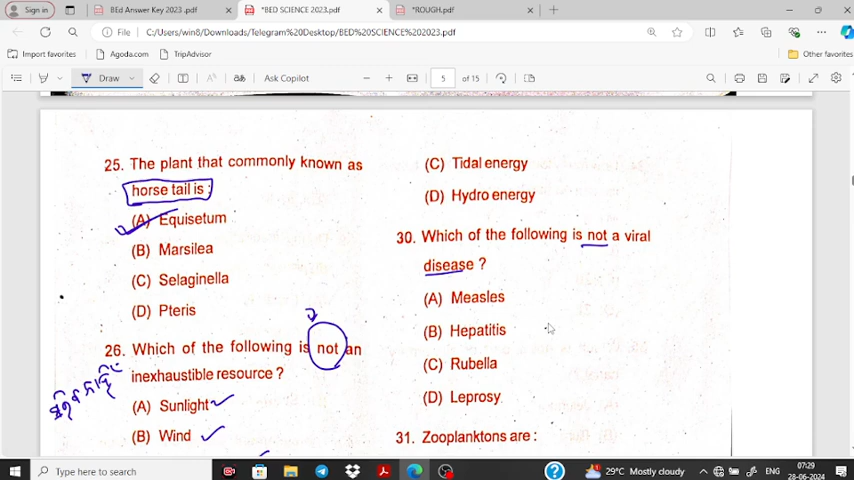 Sign in
BEd Answer Key 2023 .pdf
*BED SCIENCE 2023.pdf
*ROUGH.pdf
File
C:/Users/win8/Downloads/Telegram%20Desktop/BED%20SCIENCE%202023.pdf
Import favorites
Agoda.com
TripAdvisor
Other favorites
Draw
Ask Copilot
5 of 15
25. The plant that commonly known as
horse tail is :
(A) Equisetum
(B) Marsilea
(C) Selaginella
(D) Pteris
26. Which of the following is not an
inexhaustible resource ?
(A) Sunlight
(B) Wind
(C) Tidal energy
(D) Hydro energy
30. Which of the following is not a viral
disease ?
(A) Measles
(B) Hepatitis
(C) Rubella
(D) Leprosy
31. Zooplanktons are :
Type here to search
29°C Mostly cloudy
ENG
07:29
28-06-2024